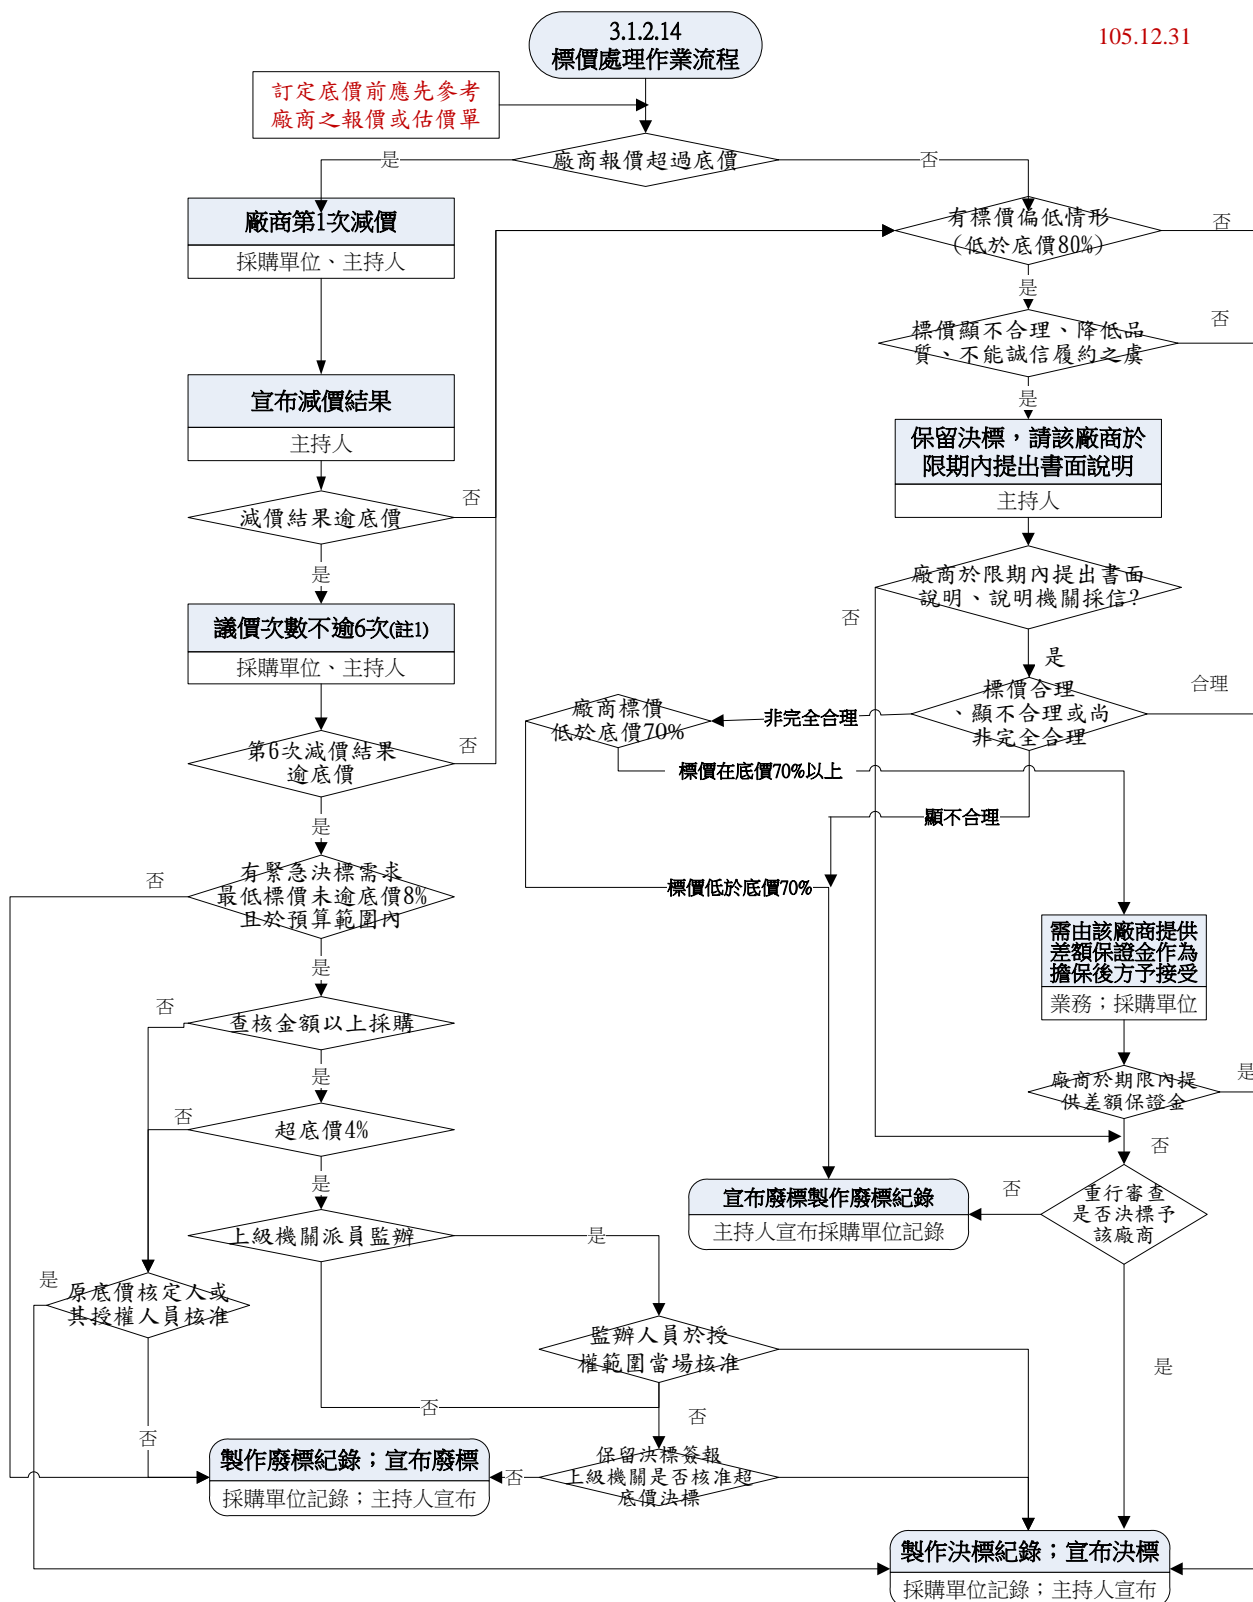 3.1.2.14
標價處理作業流程
105.12.31
訂定底價前應先參考
廠商之報價或估價單
廠商報價超過底價
是
否
廠商第1次減價
採購單位、主持人
有標價偏低情形
(低於底價80%)
否
是
標價顯不合理、降低品
質、不能誠信履約之虞
否
是
宣布減價結果
主持人
保留決標，請該廠商於
限期內提出書面說明
主持人
減價結果逾底價
否
是
廠商於限期內提出書面
說明、說明機關採信?
否
是
議價次數不逾6次(註1)
採購單位、主持人
標價合理
、顯不合理或尚
非完全合理
合理
非完全合理
廠商標價
低於底價70%
第6次減價結果
逾底價
否
是
標價在底價70%以上
顯不合理
標價低於底價70%
有緊急決標需求
最低標價未逾底價8%
且於預算範圍內
否
是
需由該廠商提供
差額保證金作為
擔保後方予接受
業務；採購單位
查核金額以上採購
否
是
廠商於期限內提
供差額保證金
是
否
超底價4%
否
是
宣布廢標製作廢標紀錄
主持人宣布採購單位記錄
否
重行審查
是否決標予
該廠商
是
上級機關派員監辦
是
否
原底價核定人或
其授權人員核准
是
否
監辦人員於授
權範圍當場核准
否
製作廢標紀錄；宣布廢標
採購單位記錄；主持人宣布
否
保留決標簽報
上級機關是否核准超
底價決標
製作決標紀錄；宣布決標
採購單位記錄；主持人宣布